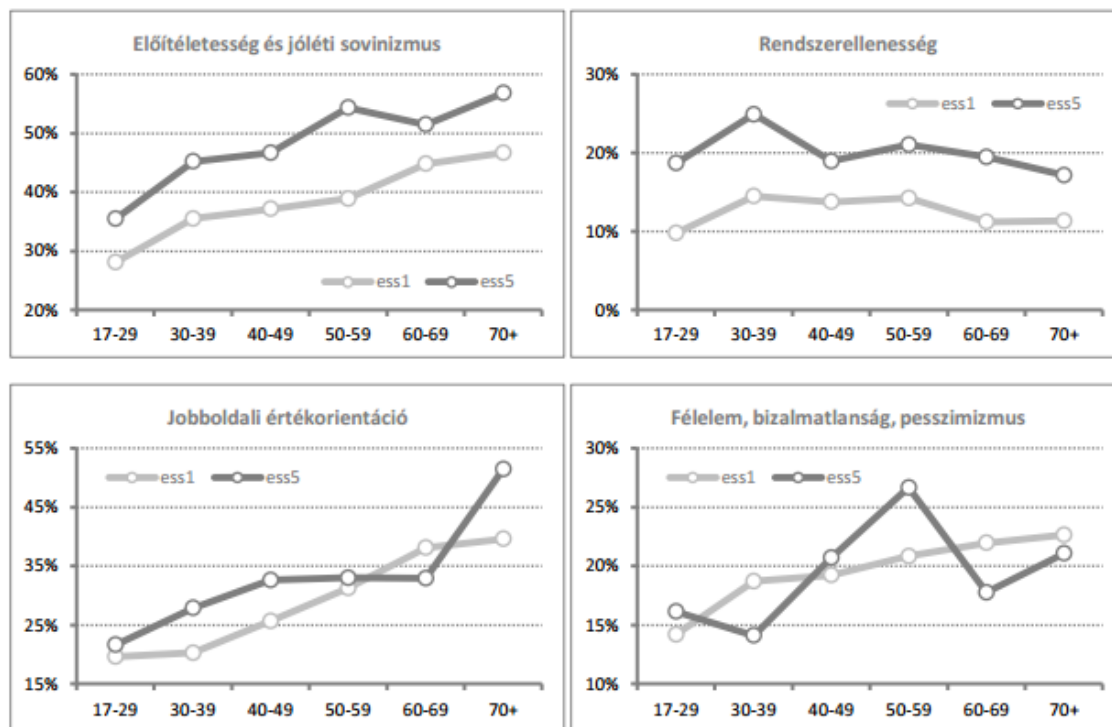 Előítéletesség és jóléti sovinizmus
60%
50%
40%
30%
20%
ess1 ess5
17-29 30-39 40-49 50-59 60-69 70+
Rendszerellenesség
30%
20%
10%
0%
ess1 ess5
17-29 30-39 40-49 50-59 60-69 70+
Jobboldali értékorientáció
55%
45%
35%
25%
15%
ess1 ess5
17-29 30-39 40-49 50-59 60-69 70+
Félelem, bizalmatlanság, pesszimizmus
30%
25%
20%
15%
10%
ess1 ess5
17-29 30-39 40-49 50-59 60-69 70+